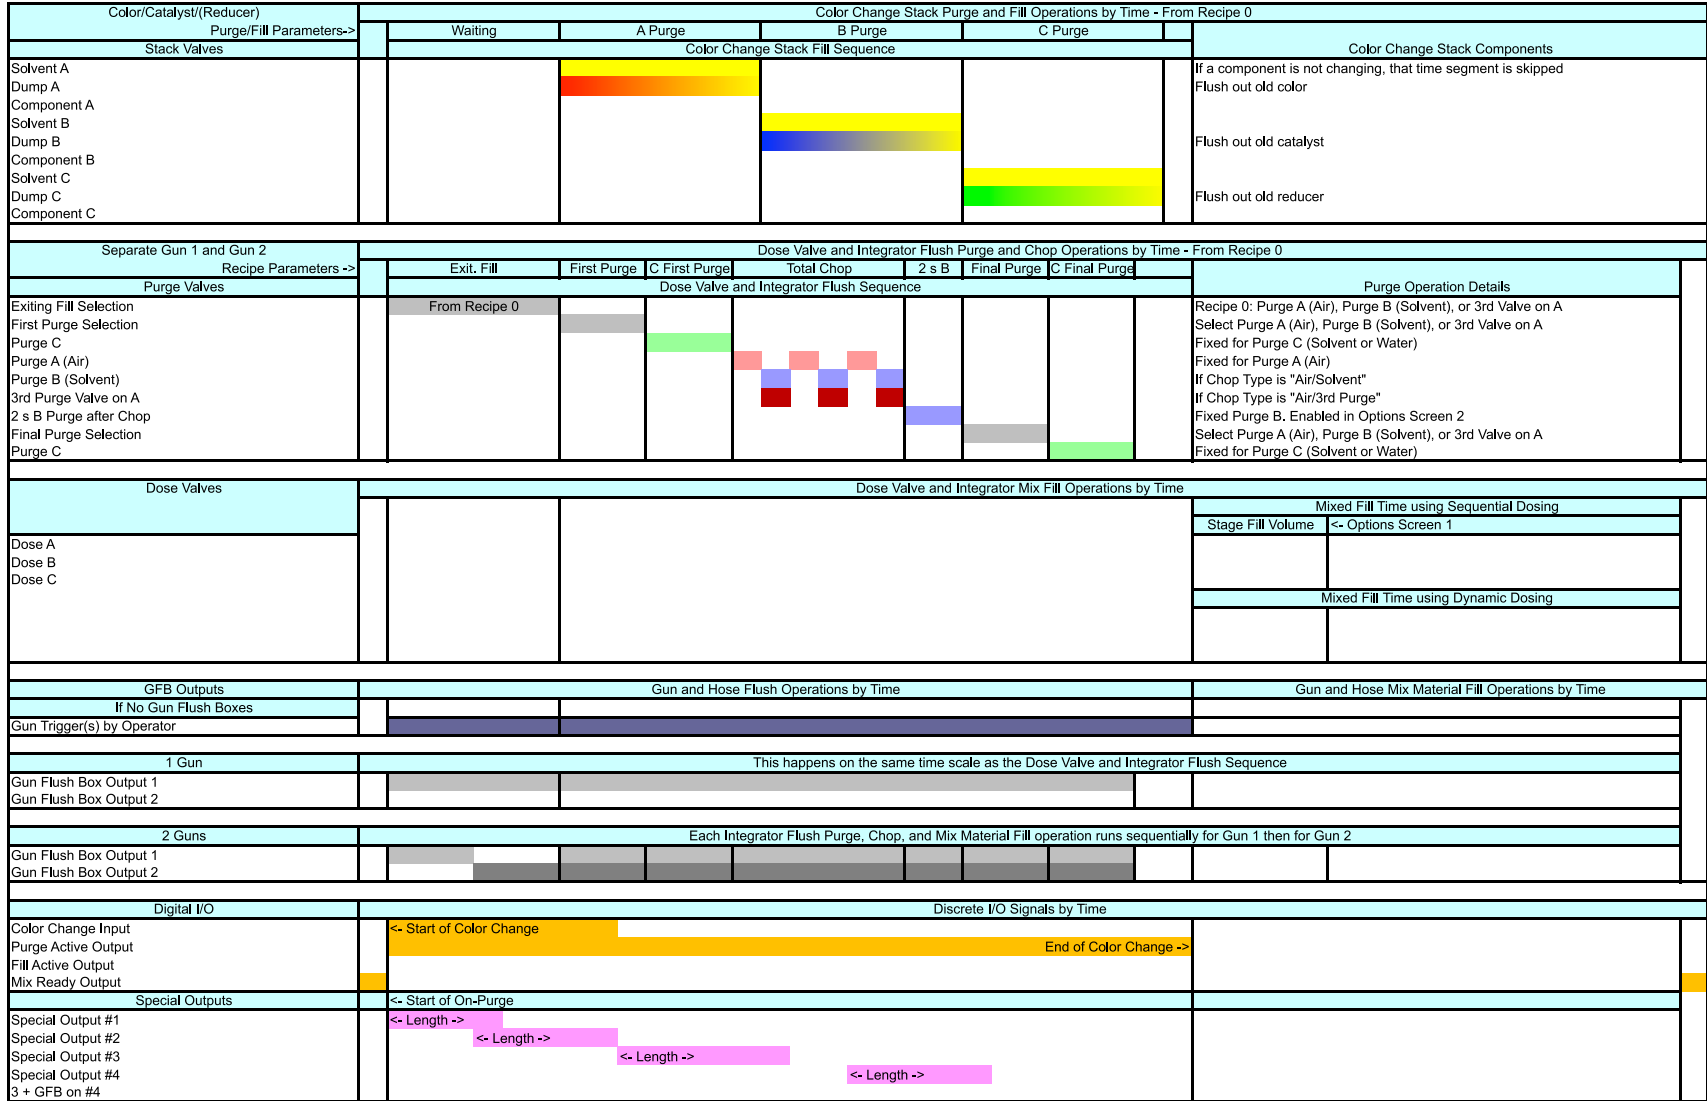 Color/Catalyst/(Reducer)
Color Change Stack Purge and Fill Operations by Time - From Recipe 0
Purge/Fill Parameters->
Waiting
A Purge
B Purge
C Purge
Stack Valves
Color Change Stack Fill Sequence
Color Change Stack Components
Solvent A
If a component is not changing, that time segment is skipped
Dump A
Flush out old color
Component A
Solvent B
Dump B
Flush out old catalyst
Component B
Solvent C
Dump C
Flush out old reducer
Component C
Separate Gun 1 and Gun 2
Dose Valve and Integrator Flush Purge and Chop Operations by Time - From Recipe 0
Recipe Parameters ->
Exit. Fill
First Purge
C First Purge
Total Chop
2 s B
Final Purge
C Final Purge
Purge Valves
Dose Valve and Integrator Flush Sequence
Purge Operation Details
Exiting Fill Selection
From Recipe 0
Recipe 0: Purge A (Air), Purge B (Solvent), or 3rd Valve on A
First Purge Selection
Select Purge A (Air), Purge B (Solvent), or 3rd Valve on A
Purge C
Fixed for Purge C (Solvent or Water)
Purge A (Air)
Fixed for Purge A (Air)
Purge B (Solvent)
If Chop Type is "Air/Solvent"
3rd Purge Valve on A
If Chop Type is "Air/3rd Purge"
2 s B Purge after Chop
Fixed Purge B. Enabled in Options Screen 2
Final Purge Selection
Select Purge A (Air), Purge B (Solvent), or 3rd Valve on A
Purge C
Fixed for Purge C (Solvent or Water)
Dose Valves
Dose Valve and Integrator Mix Fill Operations by Time
Mixed Fill Time using Sequential Dosing
Stage Fill Volume
<- Options Screen 1
Dose A
Dose B
Dose C
Mixed Fill Time using Dynamic Dosing
GFB Outputs
Gun and Hose Flush Operations by Time
Gun and Hose Mix Material Fill Operations by Time
If No Gun Flush Boxes
Gun Trigger(s) by Operator
1 Gun
This happens on the same time scale as the Dose Valve and Integrator Flush Sequence
Gun Flush Box Output 1
Gun Flush Box Output 2
2 Guns
Each Integrator Flush Purge, Chop, and Mix Material Fill operation runs sequentially for Gun 1 then for Gun 2
Gun Flush Box Output 1
Gun Flush Box Output 2
Digital I/O
Discrete I/O Signals by Time
Color Change Input
<- Start of Color Change
Purge Active Output
End of Color Change ->
Fill Active Output
Mix Ready Output
Special Outputs
<- Start of On-Purge
Special Output #1
<- Length ->
Special Output #2
<- Length ->
Special Output #3
<- Length ->
Special Output #4
<- Length ->
3 + GFB on #4